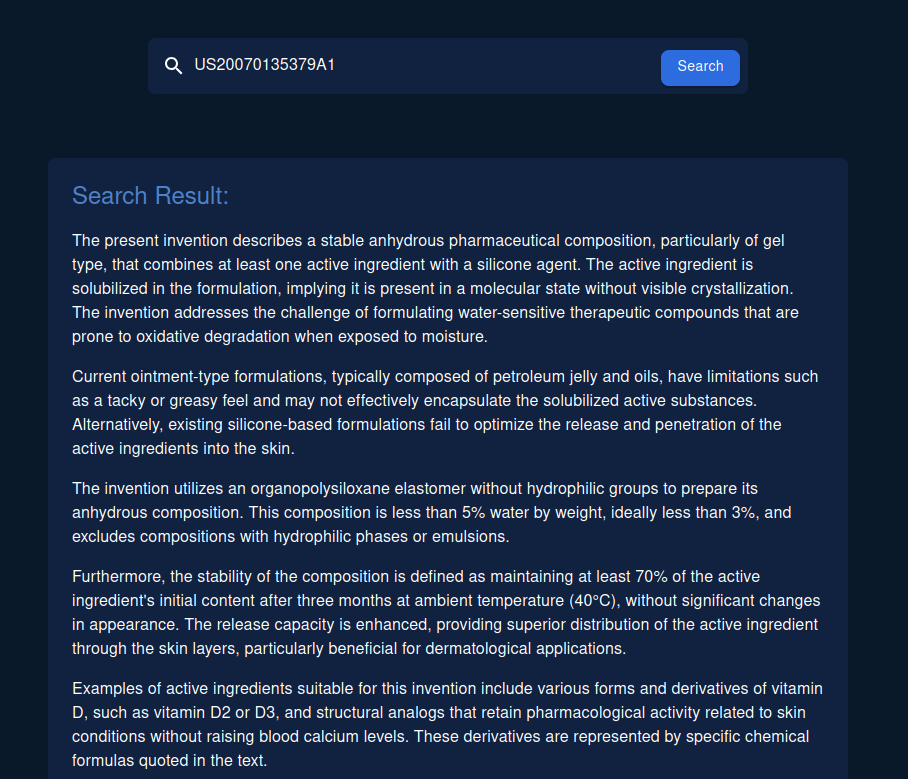 US20070135379A1
Search
Search Result:
The present invention describes a stable anhydrous pharmaceutical composition, particularly of gel
type, that combines at least one active ingredient with a silicone agent. The active ingredient is
solubilized in the formulation, implying it is present in a molecular state without visible crystallization.
The invention addresses the challenge of formulating water-sensitive therapeutic compounds that are
prone to oxidative degradation when exposed to moisture.
Current ointment-type formulations, typically composed of petroleum jelly and oils, have limitations such
as a tacky or greasy feel and may not effectively encapsulate the solubilized active substances.
Alternatively, existing silicone-based formulations fail to optimize the release and penetration of the
active ingredients into the skin.
The invention utilizes an organopolysiloxane elastomer without hydrophilic groups to prepare its
anhydrous composition. This composition is less than 5% water by weight, ideally less than 3%, and
excludes compositions with hydrophilic phases or emulsions.
Furthermore, the stability of the composition is defined as maintaining at least 70% of the active
ingredient's initial content after three months at ambient temperature (40°C), without significant changes
in appearance. The release capacity is enhanced, providing superior distribution of the active ingredient
through the skin layers, particularly beneficial for dermatological applications.
Examples of active ingredients suitable for this invention include various forms and derivatives of vitamin
D, such as vitamin D2 or D3, and structural analogs that retain pharmacological activity related to skin
conditions without raising blood calcium levels. These derivatives are represented by specific chemical
formulas quoted in the text.